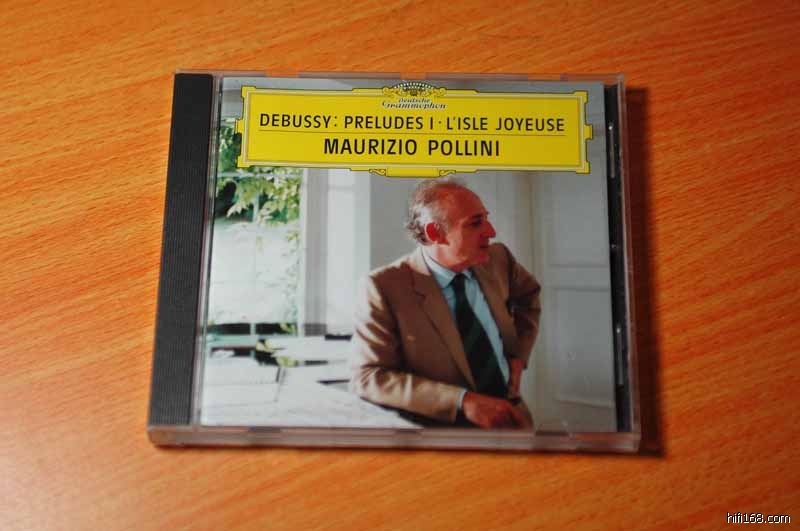 Deutsche
Grammophon
DEBUSSY: PRELUDES I · L'ISLE JOYEUSE
MAURIZIO POLLINI
hifi168.com